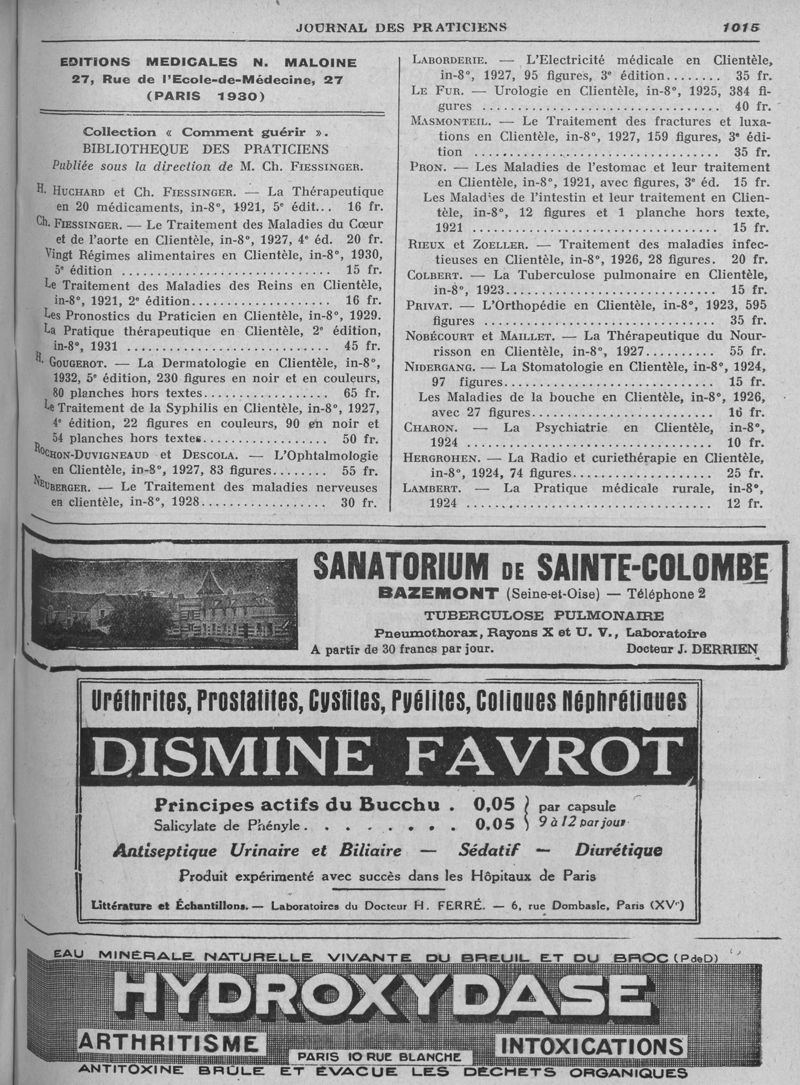 JOURNAL DES PRATICIENS 1015
EDITIONS MEDICALES N. MALOINE
27, Rue de l'Ecole-de-Médecine, 27
(PARIS 1930)
Collection « Comment guérir ».
BIBLIOTHEQUE DES PRATICIENS
Publiée sous la direction de M. Ch. FIESSINGER.
H. HUCHARD et Ch. FIESSINGER. — La Thérapeutique
en 20 médicaments, in-8°, 1921, 5e édit... 16 fr.
Ch. FIESSINGER. — Le Traitement des Maladies du Cœur
et de l'aorte en Clientèle, in-8°, 1927, 4e éd. 20 fr.
Vingt Régimes alimentaires en Clientèle, in-8°, 1930,
5e édition ............................ 15 fr.
Le Traitement des Maladies des Reins en Clientèle,
in-8°, 1921, 2e édition.................... 16 fr.
Les Pronostics du Praticien en Clientèle, in-8°, 1929.
La Pratique thérapeutique en Clientèle, 2e édition,
in-8°, 1931 ............................ 45 fr.
H. GOUGEROT. — La Dermatologie en Clientèle, in-8°,
1932, 5e édition, 230 figures en noir et en couleurs,
80 planches hors textes.................. 65 fr.
Le Traitement de la Syphilis en Clientèle, in-8°, 1927,
4e édition, 22 figures en couleurs, 90 en noir et
54 planches hors textes.................. 50 fr.
ROCHON-DUVIGNEAUD et DESCOLA. — L'Ophtalmologie
en Clientèle, in-8°, 1927, 83 figures........ 55 fr.
NEUBERGER. — Le Traitement des maladies nerveuses
en clientèle, in-8°, 1928.................. 30 fr.
LABORDERIE. — L'Electricité médicale en Clientèle,
in-8°, 1927, 95 figures, 3e édition........ 35 fr.
LE FUR. — Urologie en Clientèle, in-8°, 1925, 384 fi-
gures ................................ 40 fr.
MASMONTEIL. — Le Traitement des fractures et luxa-
tions en Clientèle, in-8°, 1927, 159 figures, 3e édi-
tion ................................ 35 fr.
PRON. — Les Maladies de l'estomac et leur traitement
en Clientèle, in-8°, 1921, avec figures, 3e éd. 15 fr.
Les Maladies de l'intestin et leur traitement en Clien-
tèle, in-8°, 12 figures et 1 planche hors texte,
1921 ................................ 15 fr.
RIEUX et ZOELLER. — Traitement des maladies infec-
tieuses en Clientèle, in-8°, 1926, 28 figures. 20 fr.
COLBERT. — La Tuberculose pulmonaire en Clientèle,
in-8°, 1923.............................. 15 fr.
PRIVAT. — L'Orthopédie en Clientèle, in-8°, 1923, 595
figures ................................ 35 fr.
NOBÉCOURT et MAILLET. — La Thérapeutique du Nour-
risson en Clientèle, in-8°, 1927.......... 55 fr.
NIDERGANG. — La Stomatologie en Clientèle, in-8°, 1924,
97 figures.............................. 15 fr.
Les Maladies de la bouche en Clientèle, in-8°, 1926,
avec 27 figures.......................... 16 fr.
CHARON. — La Psychiatrie en Clientèle, in-8°,
1924 ................................ 10 fr.
HERGROHEN. — La Radio et curiethérapie en Clientèle,
in-8°, 1924, 74 figures.................... 25 fr.
LAMBERT. — La Pratique médicale rurale, in-8°,
1924 ................................ 12 fr.
SANATORIUM DE SAINTE-COLOMBE
BAZEMONT (Seine-et-Oise) — Téléphone 2
TUBERCULOSE PULMONAIRE
Pneumothorax, Rayons X et U. V., Laboratoire
A partir de 30 francs par jour. Docteur J. DERRIEN
Uréthrites, Prostatites, Cystites, Pyélites, Coliques Néphrétiques
DISMINE FAVROT
Principes actifs du Bucchu . 0,05 } par capsule
Salicylate de Phényle . . . . . . . . 0.05 } 9 à 12 par jour
Antiseptique Urinaire et Biliaire — Sédatif — Diurétique
Produit expérimenté avec succès dans les Hôpitaux de Paris
Littérature et Échantillons. — Laboratoires du Docteur H. FERRÉ. — 6, rue Dombasle, Paris (XVe)
EAU MINÉRALE NATURELLE VIVANTE DU BREUIL ET DU BROC (P de D)
HYDROXYDASE
ARTHRITISME INTOXICATIONS
PARIS 10 RUE BLANCHE
ANTITOXINE BRÛLE ET ÉVACUE LES DÉCHETS ORGANIQUES